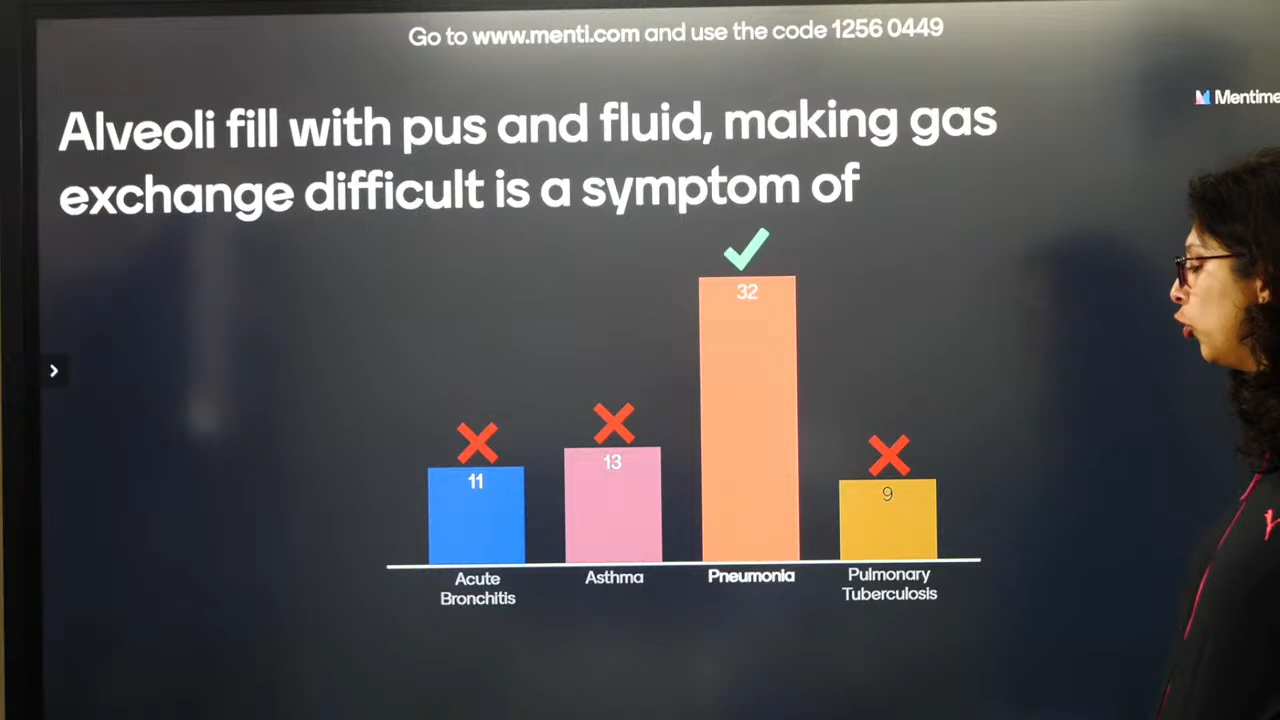 Go to www.menti.com and use the code 1256 0449
Mentime
Alveoli fill with pus and fluid, making gas
exchange difficult is a symptom of
32
13
11
9
Acute
Bronchitis
Asthma
Pneumonia
Pulmonary
Tuberculosis